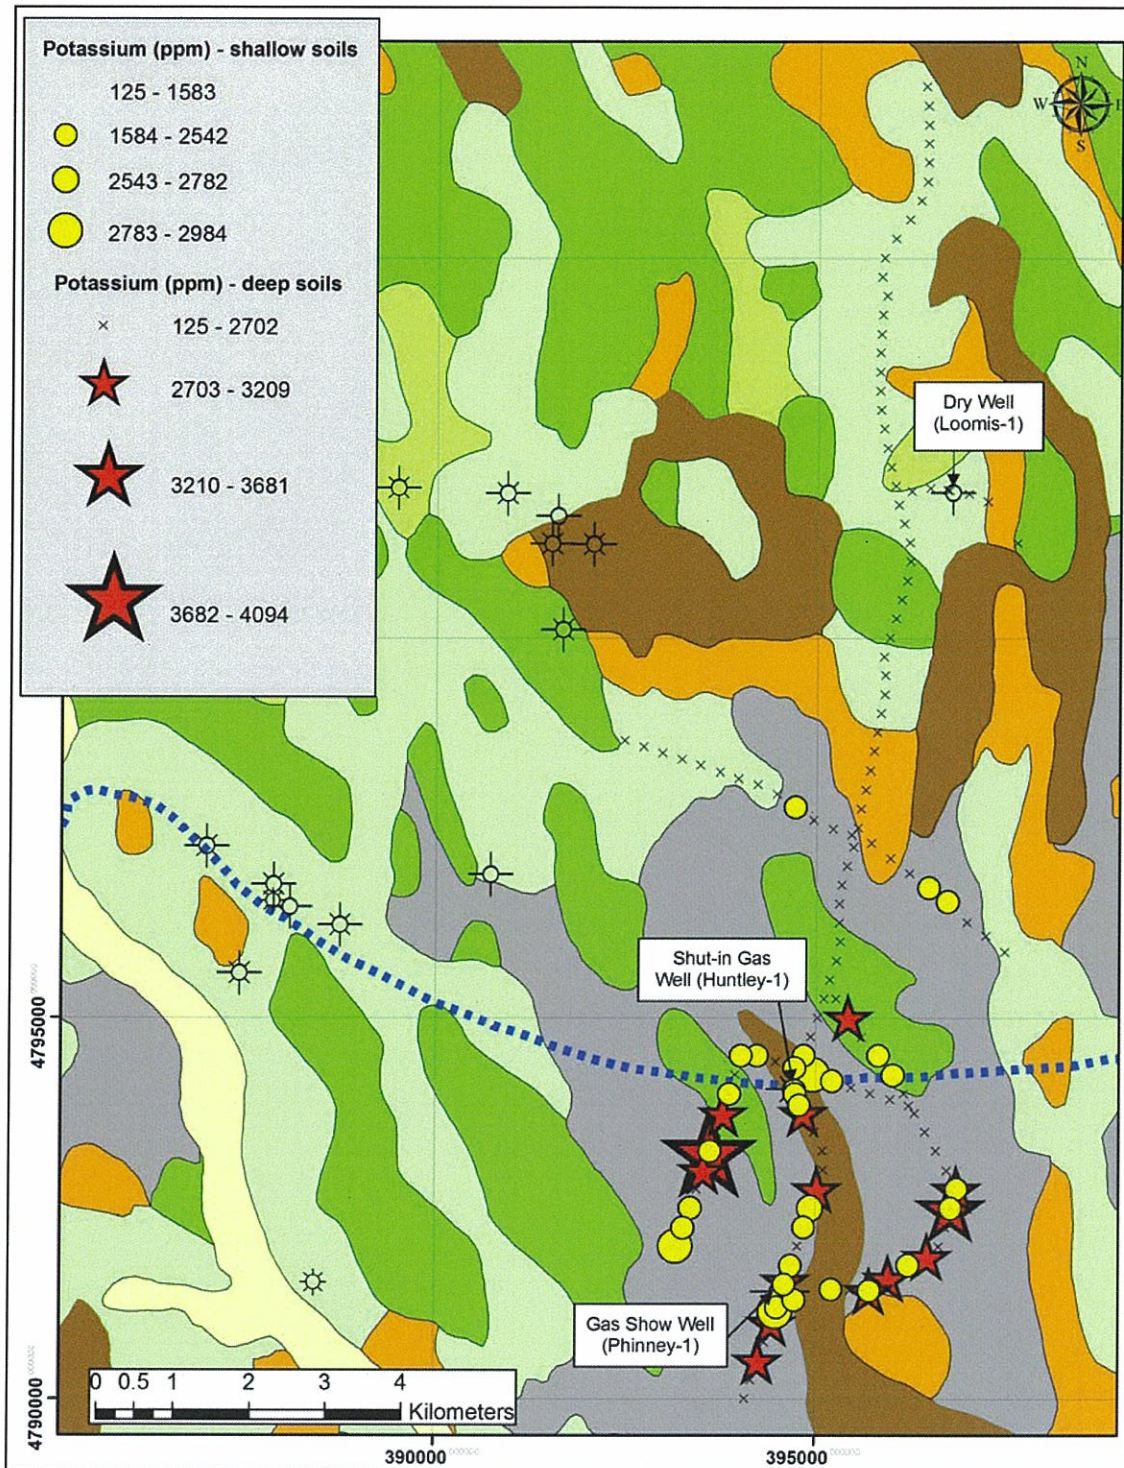 Potassium (ppm) - shallow soils
125 - 1583
1584 - 2542
2543 - 2782
2783 - 2984
Potassium (ppm) - deep soils
125 - 2702
2703 - 3209
3210 - 3681
3682 - 4094
N
W
E
S
Dry Well
(Loomis-1)
Shut-in Gas
Well (Huntley-1)
Gas Show Well
(Phinney-1)
4795000
4790000
0 0.5 1 2 3 4
Kilometers
390000
395000